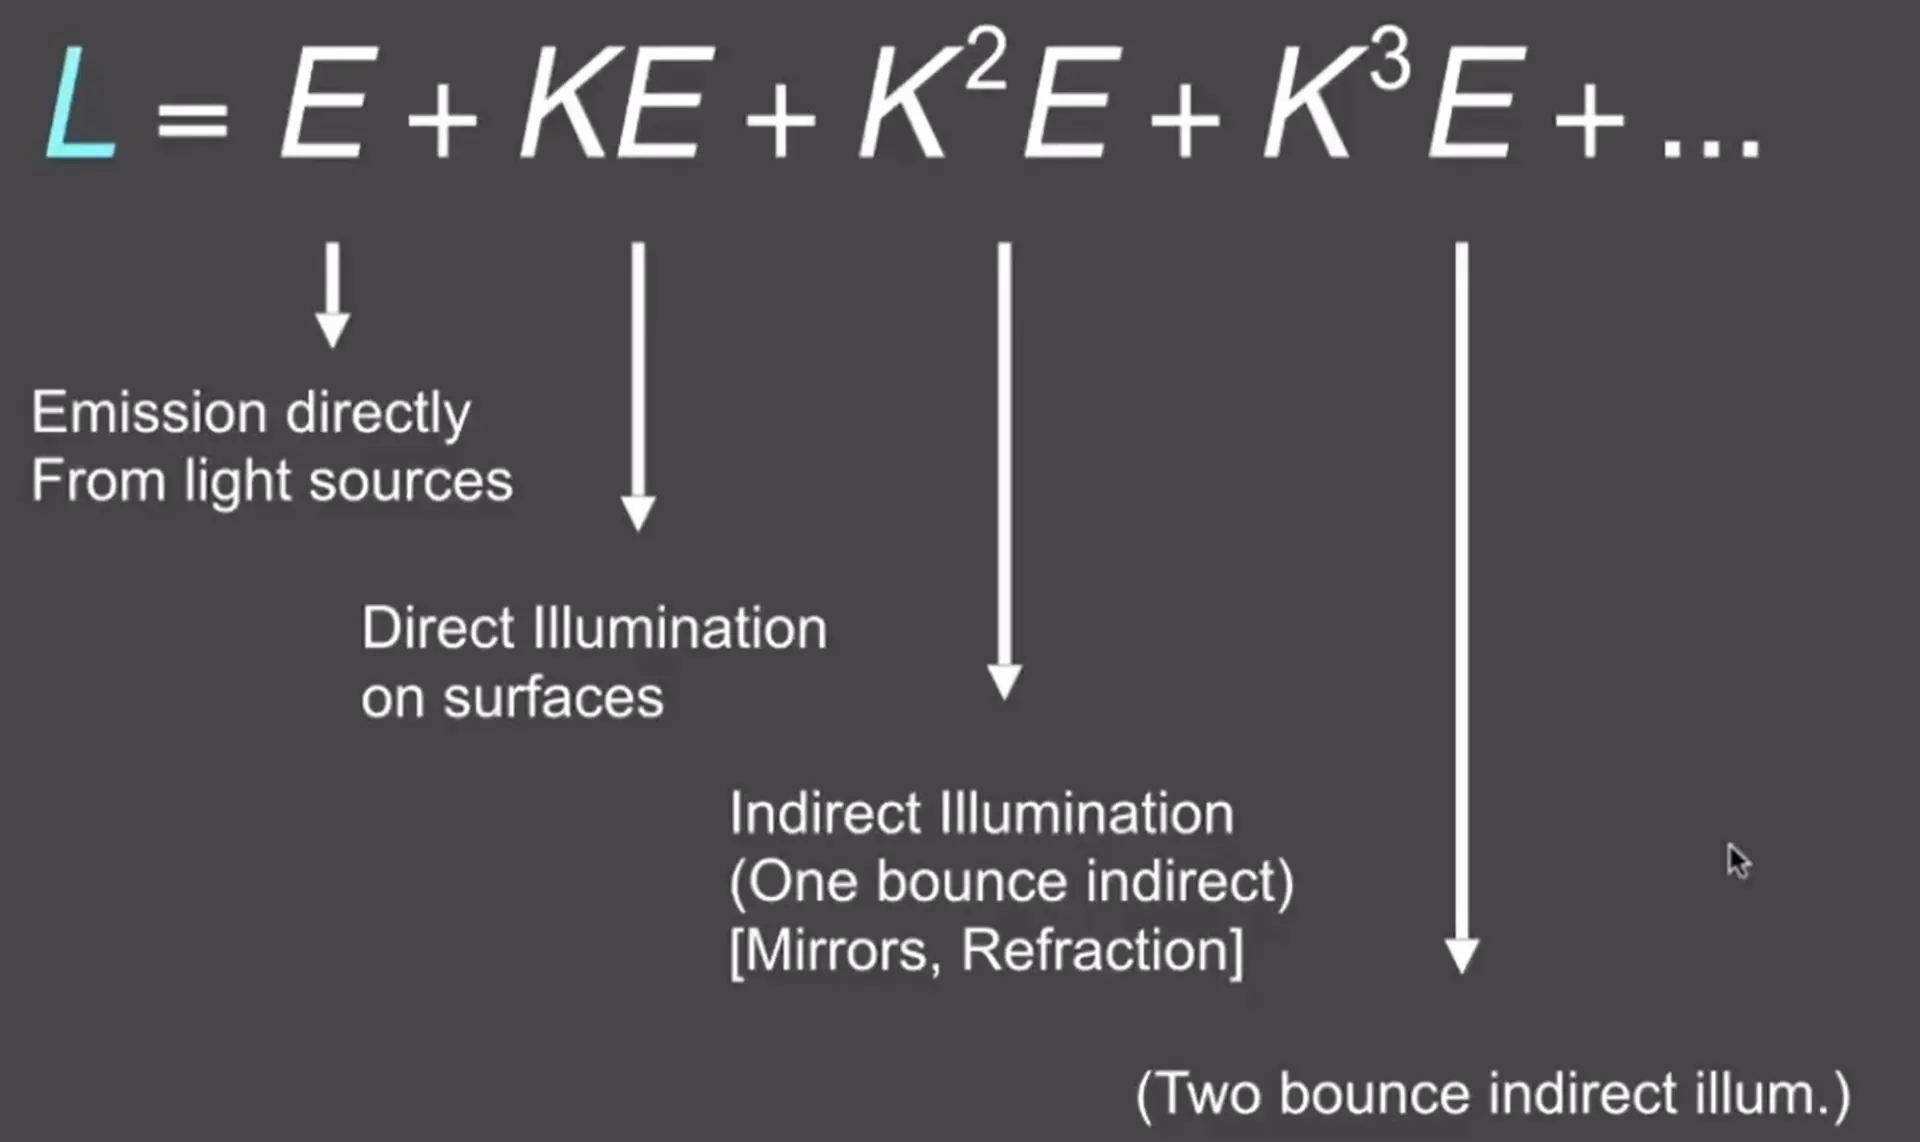 L = E + KE + K²E + K³E + ...
Emission directly
From light sources
Direct Illumination
on surfaces
Indirect Illumination
(One bounce indirect)
[Mirrors, Refraction]
(Two bounce indirect illum.)